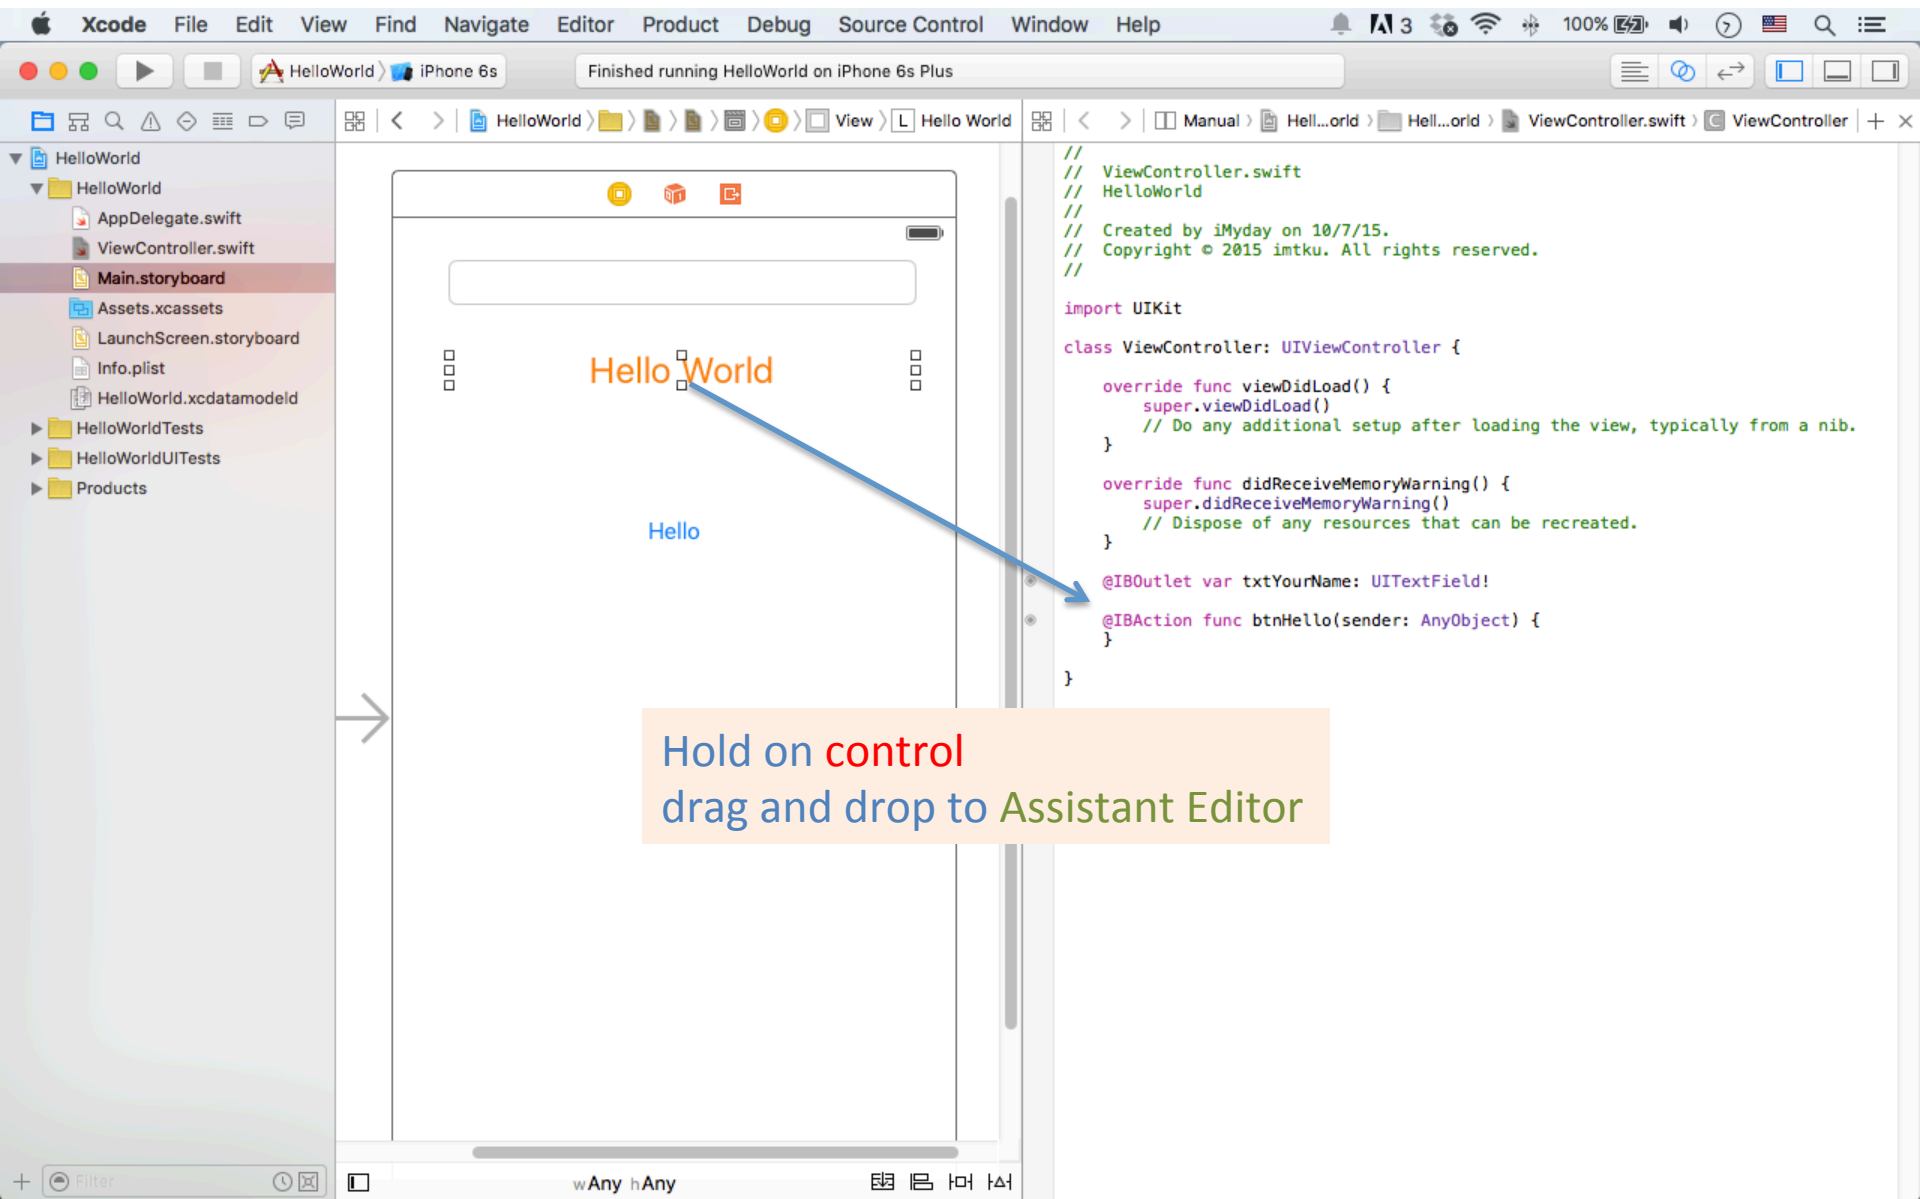 Xcode File Edit View Find Navigate Editor Product Debug Source Control Window Help 3 100%
HelloWorld iPhone 6s Finished running HelloWorld on iPhone 6s Plus
HelloWorld View L Hello World Manual Hell...orld Hell...orld ViewController.swift C ViewController
HelloWorld
HelloWorld
AppDelegate.swift
ViewController.swift
Main.storyboard
Assets.xcassets
LaunchScreen.storyboard
Info.plist
HelloWorld.xcdatamodeld
HelloWorldTests
HelloWorldUITests
Products
Hello World
Hello
//
// ViewController.swift
// HelloWorld
//
// Created by iMyday on 10/7/15.
// Copyright © 2015 imtku. All rights reserved.
//
import UIKit
class ViewController: UIViewController {
override func viewDidLoad() {
super.viewDidLoad()
// Do any additional setup after loading the view, typically from a nib.
}
override func didReceiveMemoryWarning() {
super.didReceiveMemoryWarning()
// Dispose of any resources that can be recreated.
}
@IBOutlet var txtYourName: UITextField!
@IBAction func btnHello(sender: AnyObject) {
}
}
Hold on control
drag and drop to Assistant Editor
Filter
wAny hAny